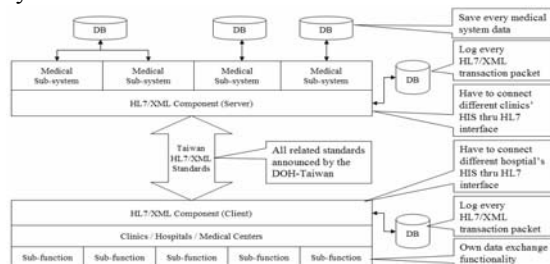 y
DB
DB
DB
Save every medical
system data
Medical
Sub-system
Medical
Sub-system
Medical
Sub-system
Medical
Sub-system
DB
Log every
HL7/XML
transaction packet
HL7/XML Component (Server)
Have to connect
different clinics'
HIS thru HL7
interface
Taiwan
HL7/XML
Standards
All related standards
announced by the
DOH-Taiwan
Have to connect
different hosptial's
HIS thru HL7
interface
HL7/XML Component (Client)
Clinics / Hospitals / Medical Centers
DB
Log every
HL7/XML
transaction packet
Sub-function
Sub-function
Sub-function
Sub-function
Sub-function
Own data exchange
functionality